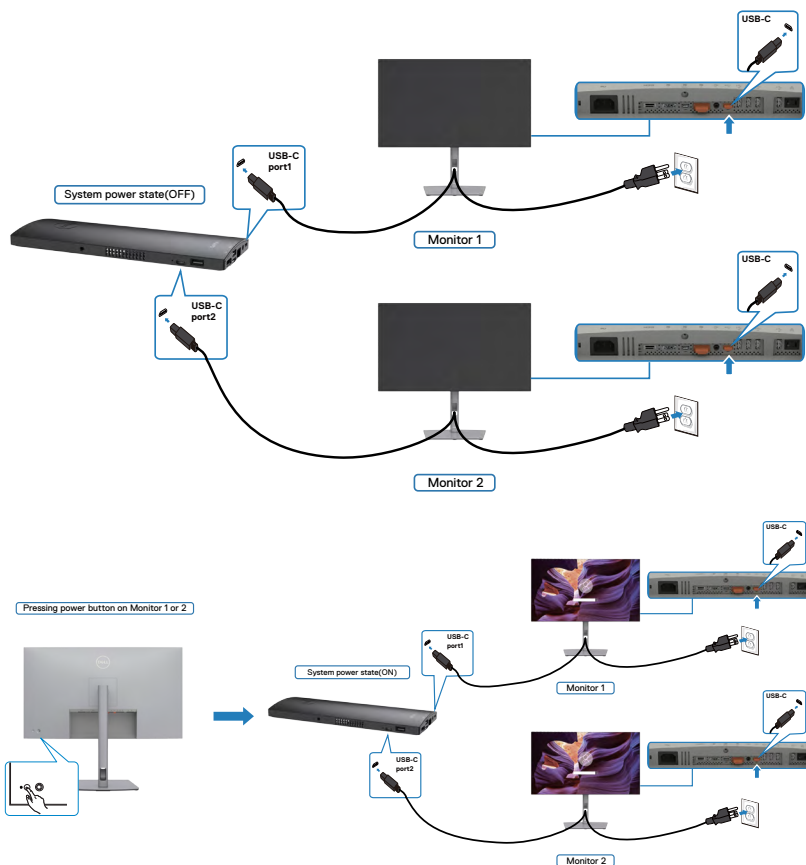 USB-C
USB-C
port1
System power state(OFF)
Monitor 1
USB-C
USB-C
port2
Monitor 2
USB-C
Pressing power button on Monitor 1 or 2
USB-C
port1
DELL
System power state(ON)
Monitor 1
USB-C
USB-C
port2
Monitor 2